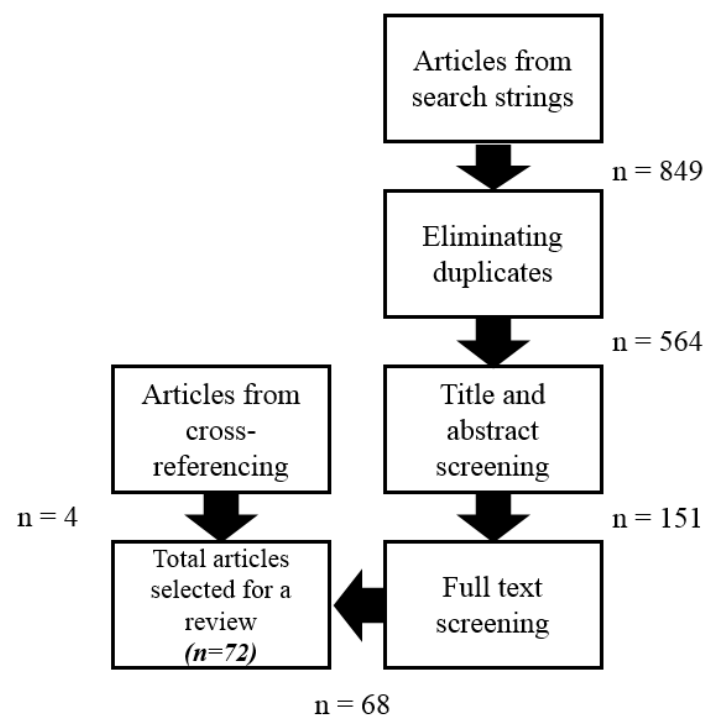 Articles from
search strings
n = 849
Eliminating
duplicates
n = 564
Articles from
cross-
referencing
Title and
abstract
screening
n = 4
n = 151
Total articles
selected for a
review
(n=72)
Full text
screening
n = 68